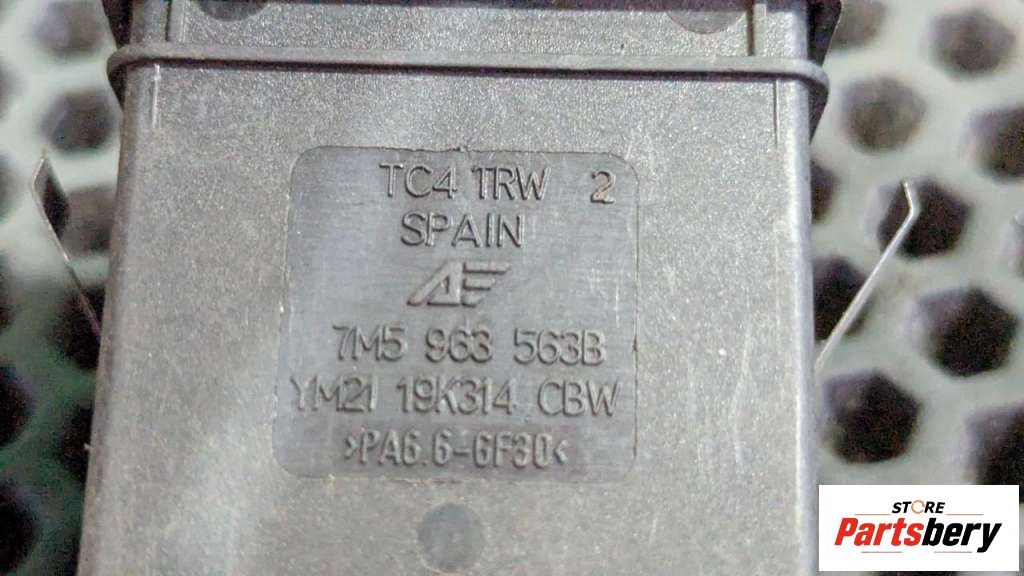 TC4 TRW 2
SPAIN
7M5 963 563B
YM21 19K314 CBW
>PA6.6-GF30<
STORE
Partsbery